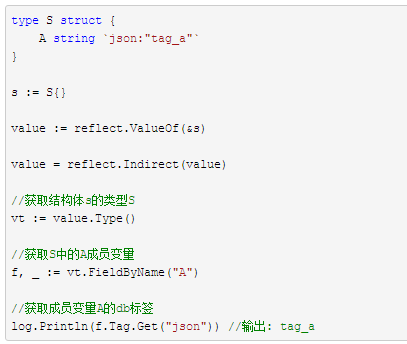 type S struct {
    A string `json:"tag_a"`
}
s := S{}
value := reflect.ValueOf(&s)
value = reflect.Indirect(value)
//获取结构体s的类型S
vt := value.Type()
//获取S中的A成员变量
f, _ := vt.FieldByName("A")
//获取成员变量A的db标签
log.Println(f.Tag.Get("json")) //输出: tag_a